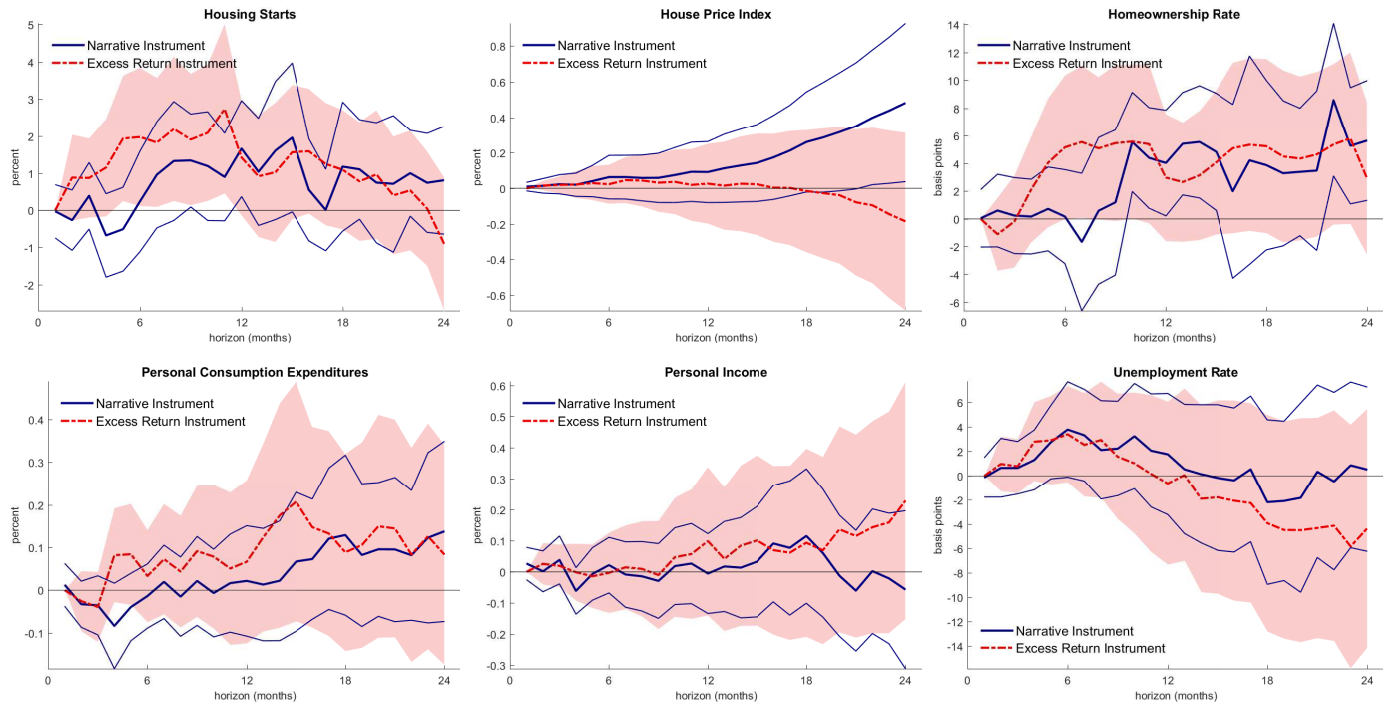 Housing Starts
5
4
3
2
1
0
-1
-2
percent
Narrative Instrument
Excess Return Instrument
0
6
12
18
24
horizon (months)
House Price Index
0.8
0.6
0.4
0.2
0
-0.2
-0.4
-0.6
percent
Narrative Instrument
Excess Return Instrument
0
6
12
18
24
horizon (months)
Homeownership Rate
14
12
10
8
6
4
2
0
-2
-4
-6
basis points
Narrative Instrument
Excess Return Instrument
0
6
12
18
24
horizon (months)
Personal Consumption Expenditures
0.4
0.3
0.2
0.1
0
-0.1
percent
Narrative Instrument
Excess Return Instrument
0
6
12
18
24
horizon (months)
Personal Income
0.6
0.5
0.4
0.3
0.2
0.1
0
-0.1
-0.2
-0.3
percent
Narrative Instrument
Excess Return Instrument
0
6
12
18
24
horizon (months)
Unemployment Rate
6
4
2
0
-2
-4
-6
-8
-10
-12
-14
basis points
Narrative Instrument
Excess Return Instrument
0
6
12
18
24
horizon (months)